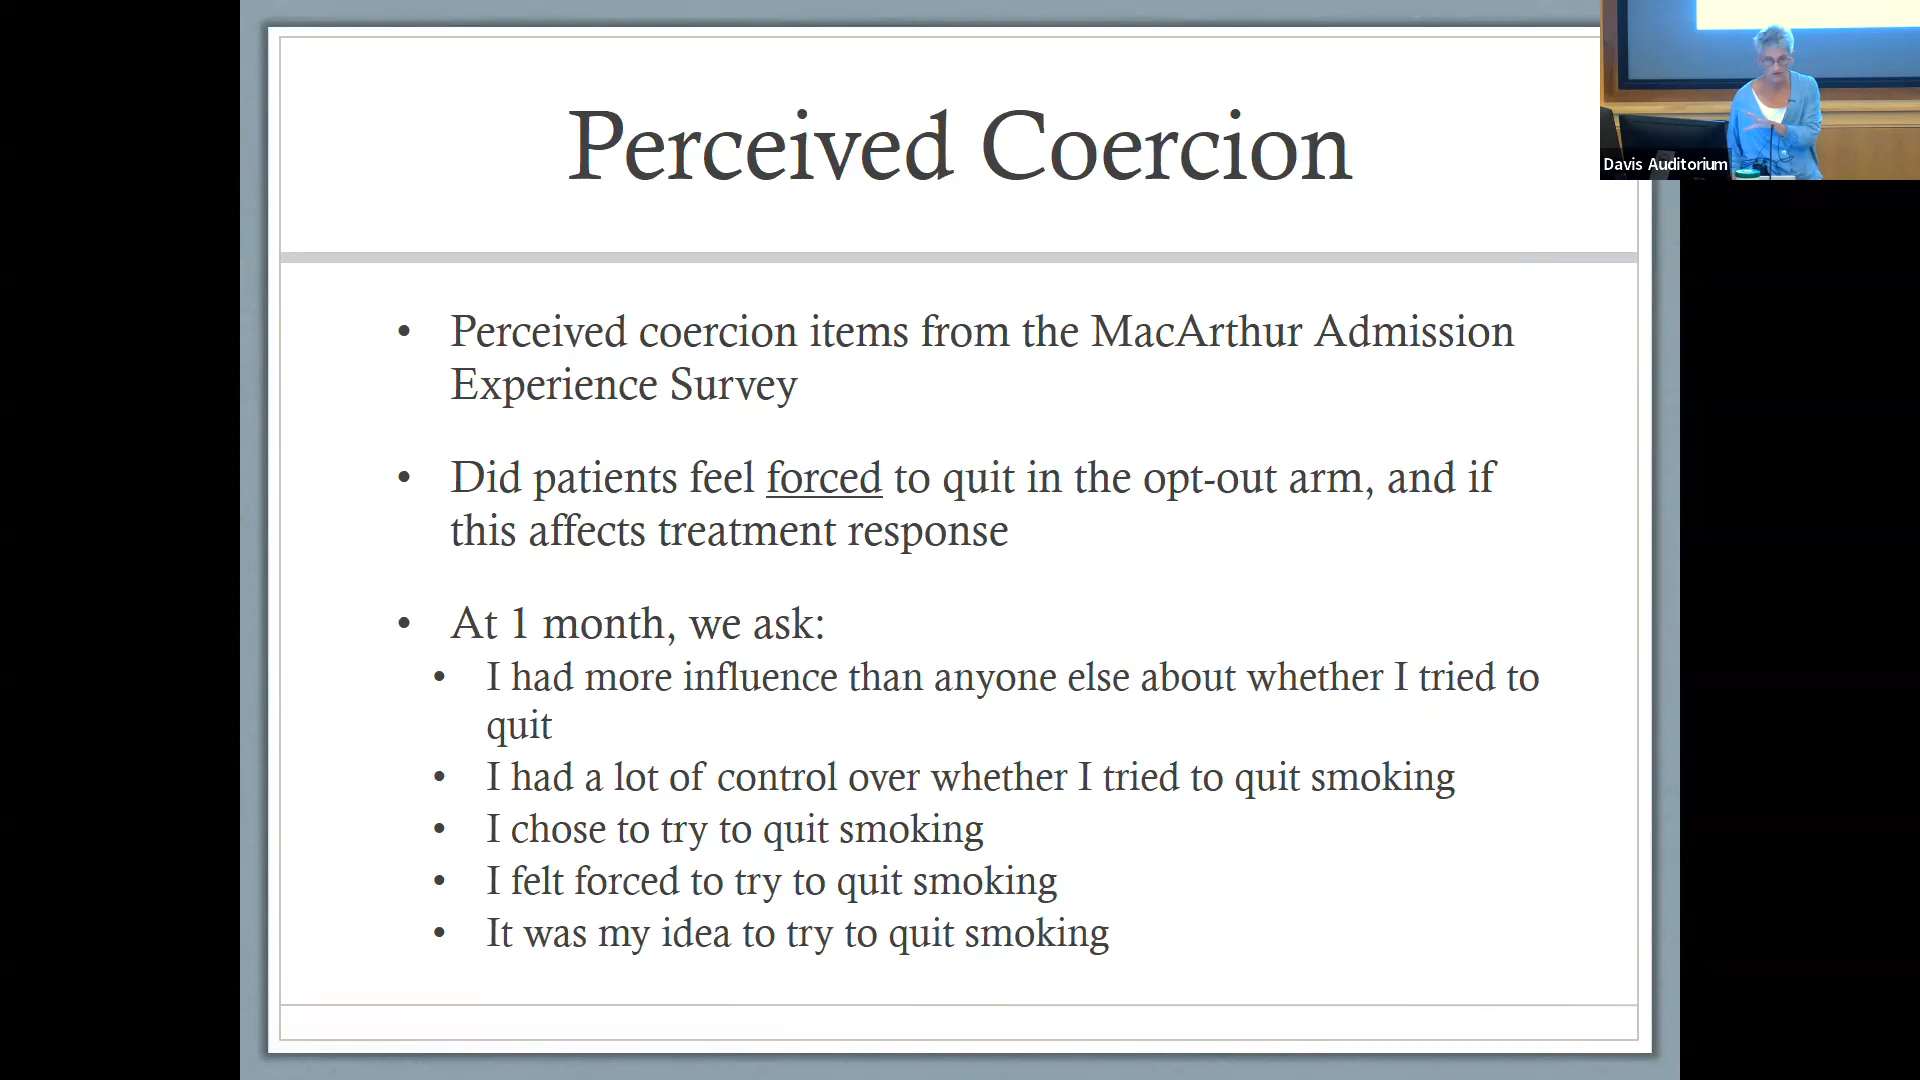 Perceived Coercion
Davis Auditorium
• Perceived coercion items from the MacArthur Admission
Experience Survey
• Did patients feel forced to quit in the opt-out arm, and if
this affects treatment response
• At 1 month, we ask:
• I had more influence than anyone else about whether I tried to
quit
• I had a lot of control over whether I tried to quit smoking
• I chose to try to quit smoking
• I felt forced to try to quit smoking
• It was my idea to try to quit smoking